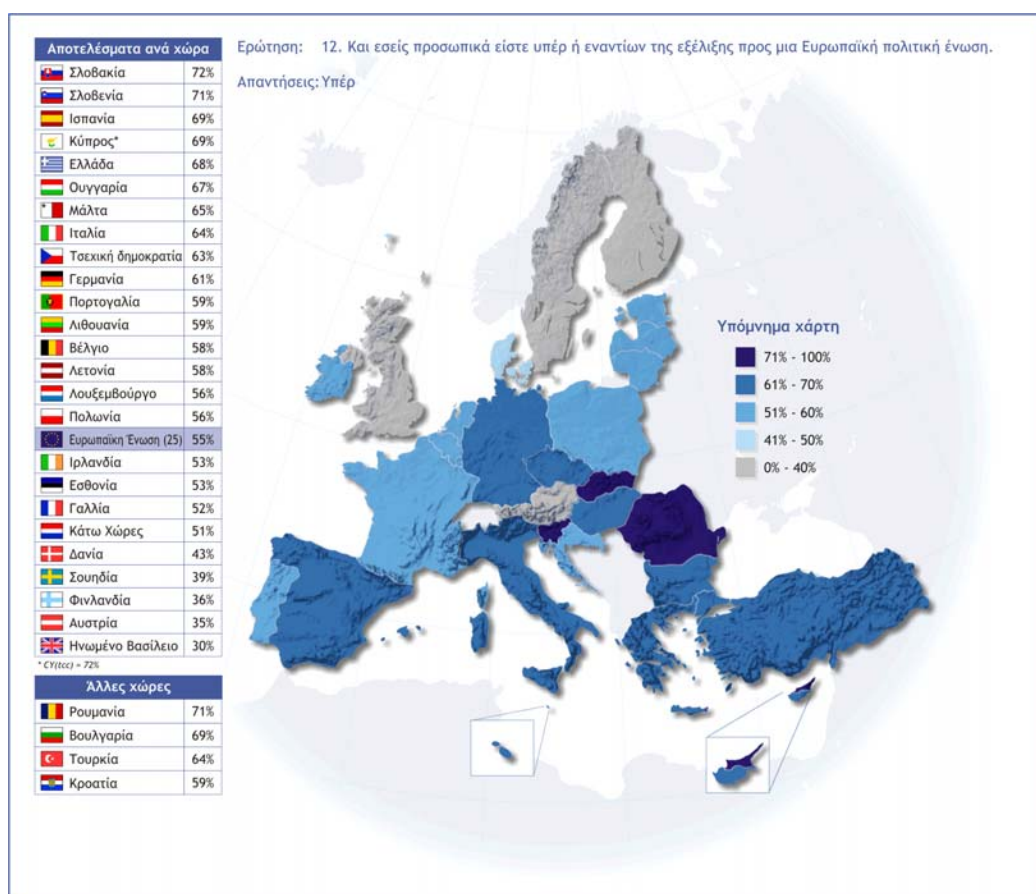 Αποτελέσματα ανά χώρα
Σλοβακία 72%
Σλοβενία 71%
Ισπανία 69%
Κύπρος* 69%
Ελλάδα 68%
Ουγγαρία 67%
Μάλτα 65%
Ιταλία 64%
Τσεχική δημοκρατία 63%
Γερμανία 61%
Πορτογαλία 59%
Λιθουανία 59%
Βέλγιο 58%
Λετονία 58%
Λουξεμβούργο 56%
Πολωνία 56%
Ευρωπαϊκη Ένωση (25) 55%
Ιρλανδία 53%
Εσθονία 53%
Γαλλία 52%
Κάτω Χώρες 51%
Δανία 43%
Σουηδία 39%
Φινλανδία 36%
Αυστρία 35%
Ηνωμένο Βασίλειο 30%
* CY(tcc) = 72%
Άλλες χώρες
Ρουμανία 71%
Βουλγαρία 69%
Τουρκία 64%
Κροατία 59%
Ερώτηση: 12. Και εσείς προσωπικά είστε υπέρ ή εναντίων της εξέλιξης προς μια Ευρωπαϊκή πολιτική ένωση.
Απαντήσεις: Υπέρ
Υπόμνημα χάρτη
71% - 100%
61% - 70%
51% - 60%
41% - 50%
0% - 40%